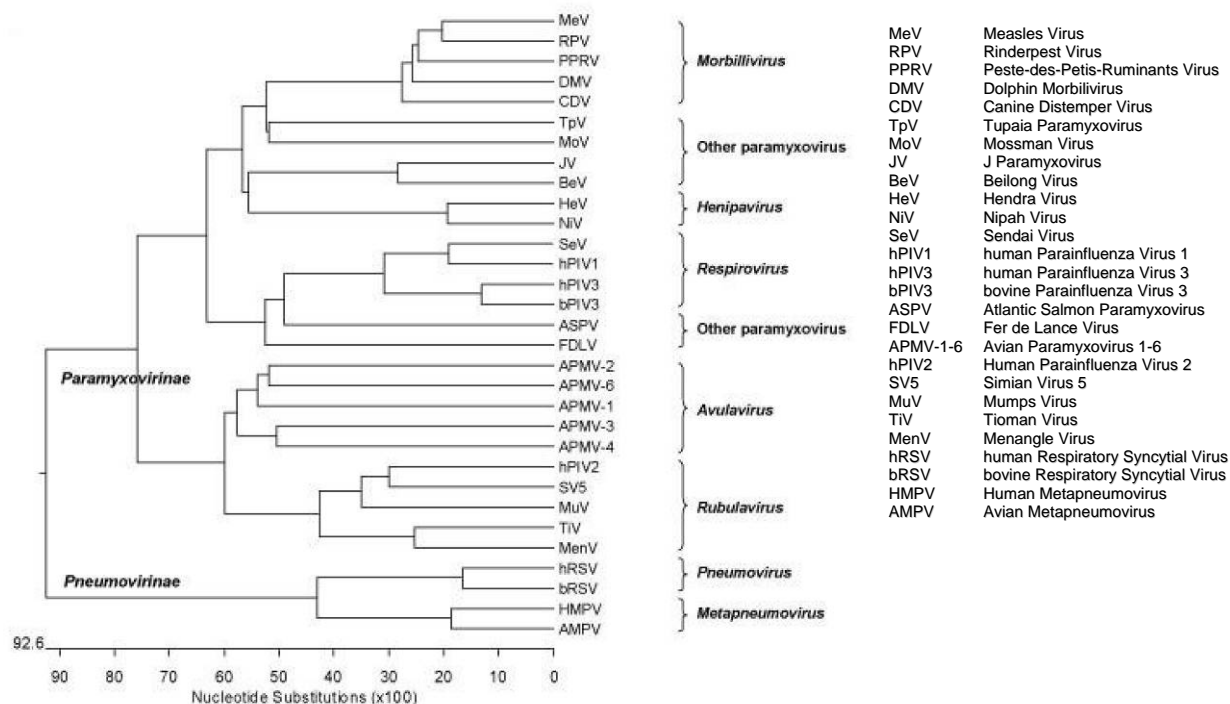 MeV
RPV
PPRV
DMV
CDV
TpV
MoV
JV
BeV
HeV
NiV
SeV
hPIV1
hPIV3
bPIV3
ASPV
FDLV
APMV-2
APMV-6
APMV-1
APMV-3
APMV-4
hPIV2
SV5
MuV
TiV
MenV
hRSV
bRSV
HMPV
AMPV
Paramyxovirinae
Pneumovirinae
Morbillivirus
Other paramyxovirus
Henipavirus
Respirovirus
Other paramyxovirus
Avulavirus
Rubulavirus
Pneumovirus
Metapneumovirus
92.6
90 80 70 60 50 40 30 20 10 0
Nucleotide Substitutions (x100)
MeV Measles Virus
RPV Rinderpest Virus
PPRV Peste-des-Petis-Ruminants Virus
DMV Dolphin Morbilivirus
CDV Canine Distemper Virus
TpV Tupaia Paramyxovirus
MoV Mossman Virus
JV J Paramyxovirus
BeV Beilong Virus
HeV Hendra Virus
NiV Nipah Virus
SeV Sendai Virus
hPIV1 human Parainfluenza Virus 1
hPIV3 human Parainfluenza Virus 3
bPIV3 bovine Parainfluenza Virus 3
ASPV Atlantic Salmon Paramyxovirus
FDLV Fer de Lance Virus
APMV-1-6 Avian Paramyxovirus 1-6
hPIV2 Human Parainfluenza Virus 2
SV5 Simian Virus 5
MuV Mumps Virus
TiV Tioman Virus
MenV Menangle Virus
hRSV human Respiratory Syncytial Virus
bRSV bovine Respiratory Syncytial Virus
HMPV Human Metapneumovirus
AMPV Avian Metapneumovirus